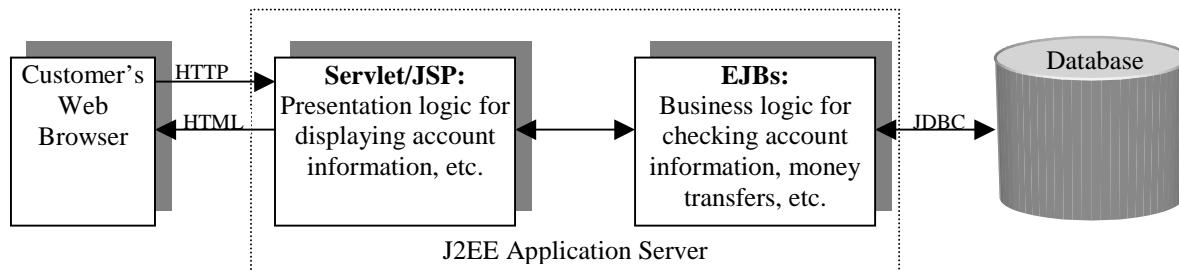 Customer’s
Web
Browser
HTTP
HTML
Servlet/JSP:
Presentation logic for
displaying account
information, etc.
EJBs:
Business logic for
checking account
information, money
transfers, etc.
JDBC
Database
J2EE Application Server